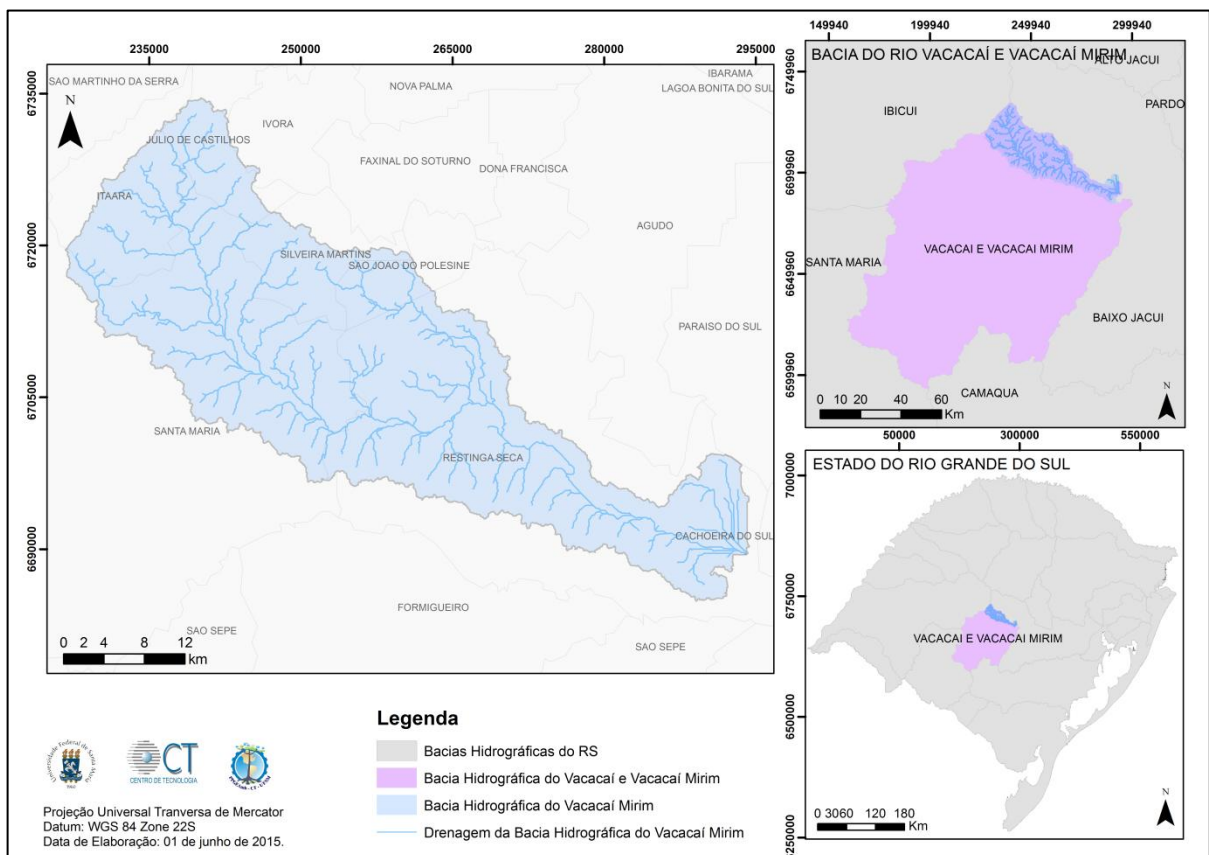 235000 250000 265000 280000 295000
6735000
6720000
6705000
6690000
SAO MARTINHO DA SERRA
NOVA PALMA
IBARAMA
LAGOA BONITA DO SUL
N
IVORA
JULIO DE CASTILHOS
FAXINAL DO SOTURNO
DONA FRANCISCA
ITAARA
AGUDO
SILVEIRA MARTINS
SAO JOAO DO POLESINE
PARAISO DO SUL
SANTA MARIA
RESTINGA SECA
CACHOEIRA DO SUL
FORMIGUEIRO
SAO SEPE
SAO SEPE
0 2 4 8 12
km
149940 199940 249940 299940
6749960
6699960
6649960
6599960
BACIA DO RIO VACACAÍ E VACACAÍ MIRIM
ALTO JACUI
IBICUI
PARDO
VACACAI E VACACAI MIRIM
SANTA MARIA
BAIXO JACUI
CAMAQUA
0 10 20 40 60
Km
N
50000 300000 550000
7000000
6750000
6500000
6250000
ESTADO DO RIO GRANDE DO SUL
VACACAI E VACACAI MIRIM
0 3060 120 180
Km
N
Legenda
Bacias Hidrográficas do RS
Bacia Hidrográfica do Vacacaí e Vacacaí Mirim
Bacia Hidrográfica do Vacacaí Mirim
Drenagem da Bacia Hidrográfica do Vacacaí Mirim
Universidade Federal de Santa Maria
1960
CT
CENTRO DE TECNOLOGIA
Projeção Universal Tranversa de Mercator
Datum: WGS 84 Zone 22S
Data de Elaboração: 01 de junho de 2015.